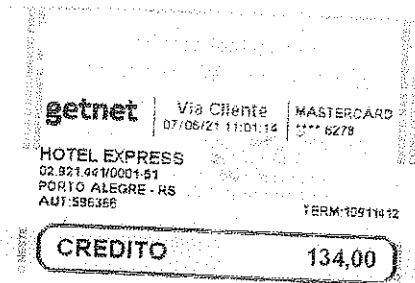 getnet
Via Cliente
07/06/21 11:01:14
MASTERCARD
**** 6278
HOTEL EXPRESS
02.921.441/0001-51
PORTO ALEGRE - RS
AUT:596366
TERM:10911412
CREDITO 134,00